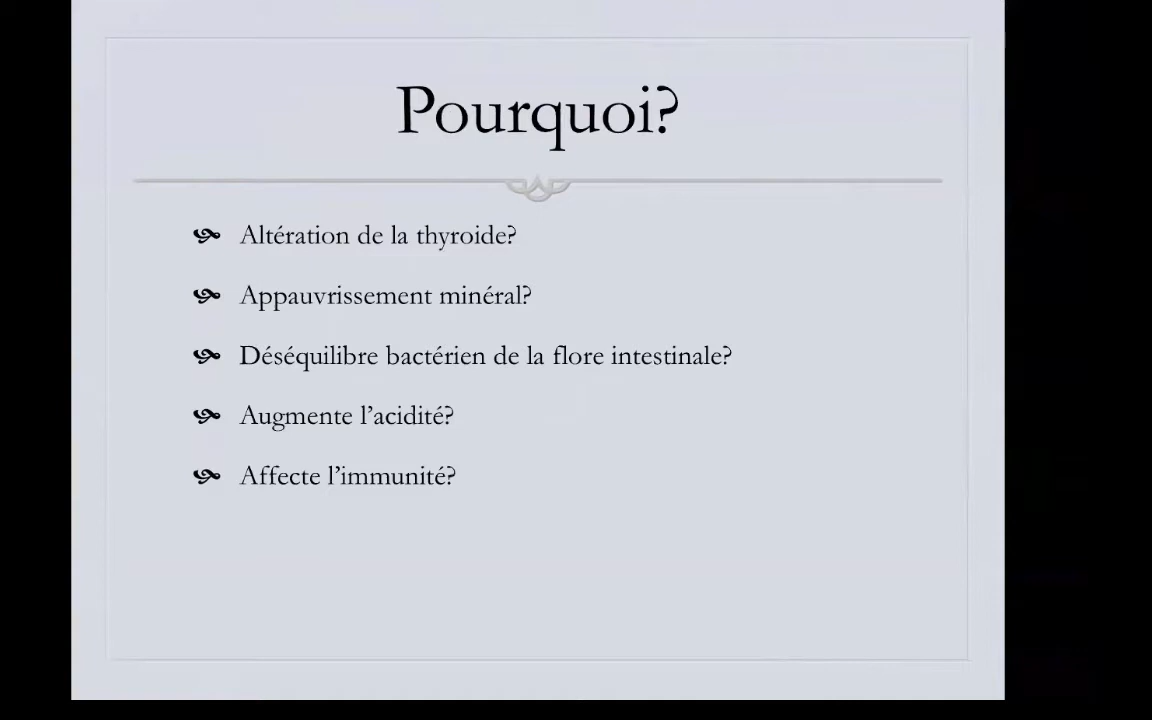 Pourquoi?
Altération de la thyroide?
Appauvrissement minéral?
Déséquilibre bactérien de la flore intestinale?
Augmente l’acidité?
Affecte l’immunité?